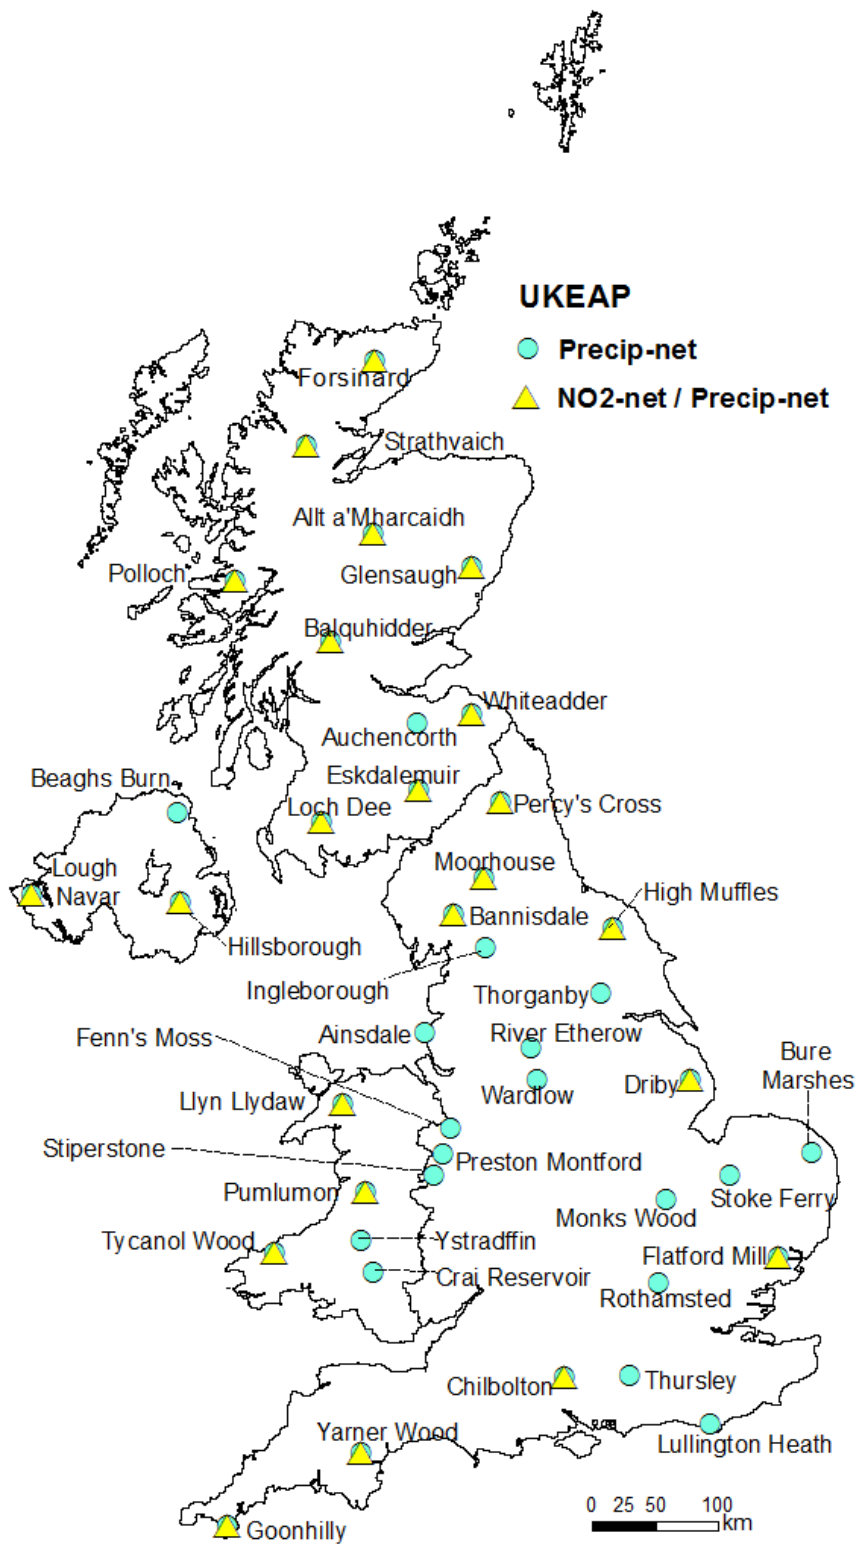 UKEAP
Precip-net
NO2-net / Precip-net
Forsinard
Strathvaich
Allt a'Mharcaidh
Polloch
Glensaugh
Balquhidder
Whiteadder
Auchencorth
Eskdalemuir
Beaghs Burn
Loch Dee
Percy's Cross
Moorhouse
Lough
Navar
High Muffles
Bannisdale
Hillsborough
Ingleborough
Thorganby
Fenn's Moss
Ainsdale
River Etherow
Bure
Marshes
Wardlow
Driby
Llyn Llydaw
Stiperstone
Preston Montford
Pumlumon
Stoke Ferry
Monks Wood
Tycanol Wood
Ystradffin
Flatford Mill
Crai Reservoir
Rothamsted
Chilbolton
Thursley
Yarner Wood
Lullington Heath
0 25 50 100
km
Goonhilly